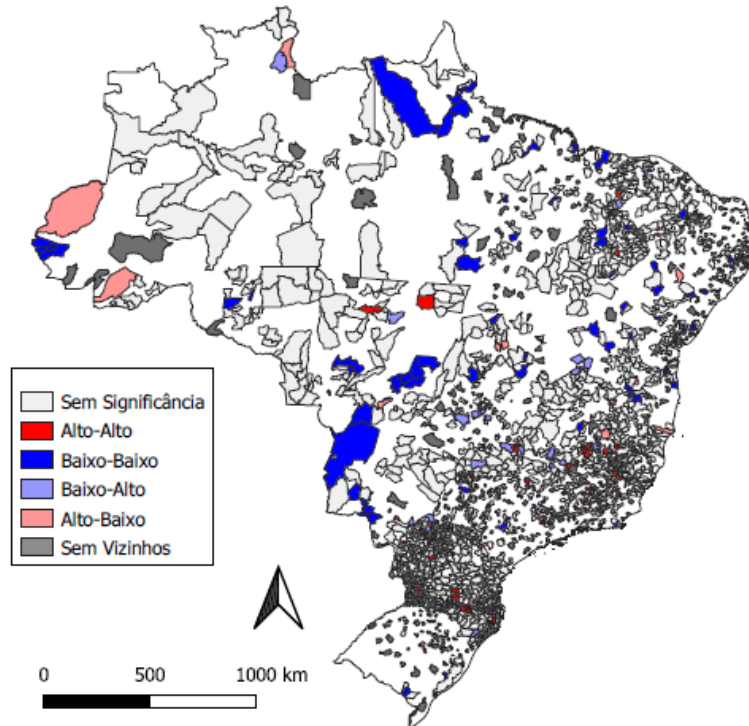 Sem Significância
Alto-Alto
Baixo-Baixo
Baixo-Alto
Alto-Baixo
Sem Vizinhos
0 500 1000 km